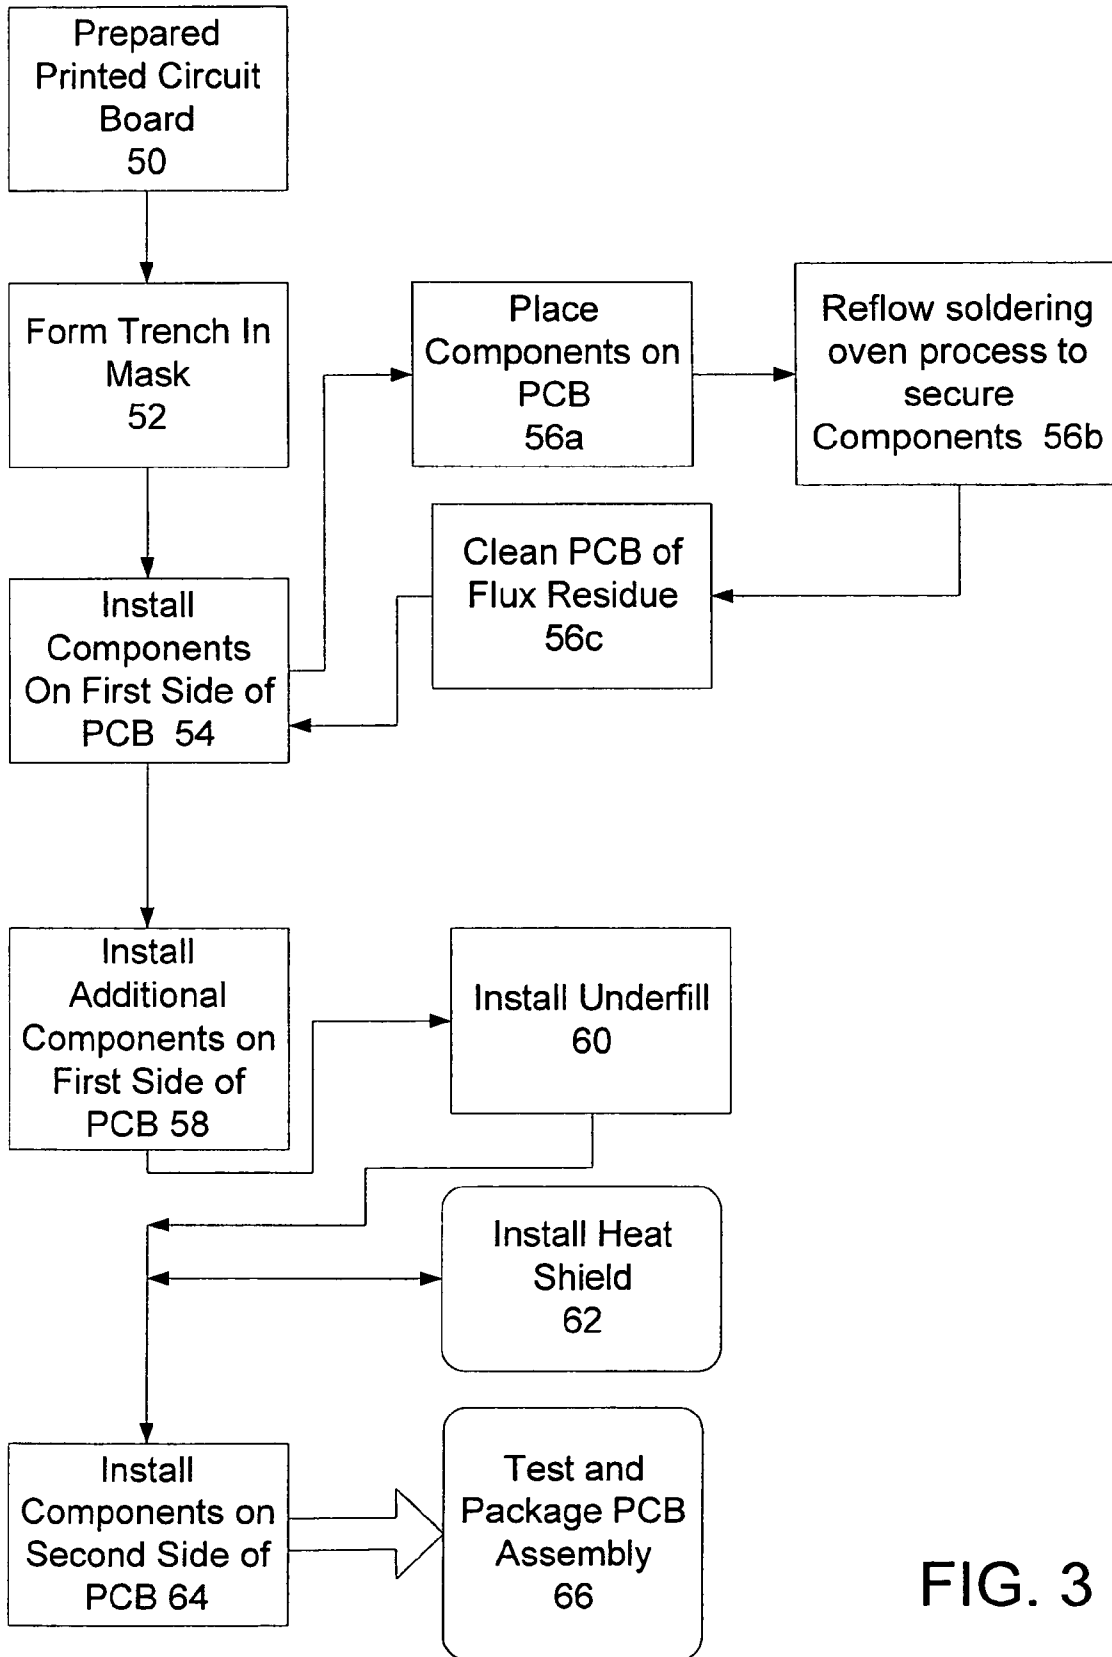 Prepared
Printed Circuit
Board
50
Form Trench In
Mask
52
Place
Components on
PCB
56a
Reflow soldering
oven process to
secure
Components 56b
Clean PCB of
Flux Residue
56c
Install
Components
On First Side of
PCB 54
Install
Additional
Components on
First Side of
PCB 58
Install Underfill
60
Install Heat
Shield
62
Install
Components on
Second Side of
PCB 64
Test and
Package PCB
Assembly
66
FIG. 3